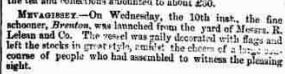 the tea and collections amounted to about £50.
MEVAGISSEY.—On Wednesday, the 10th inst., the fine
schooner, Brenton, was launched from the yard of Messrs. R.
Lelean and Co. The vessel was gaily decorated with flags and
left the stocks in great style, amidst the cheers of a large con-
course of people who had assembled to witness the pleasing
sight.